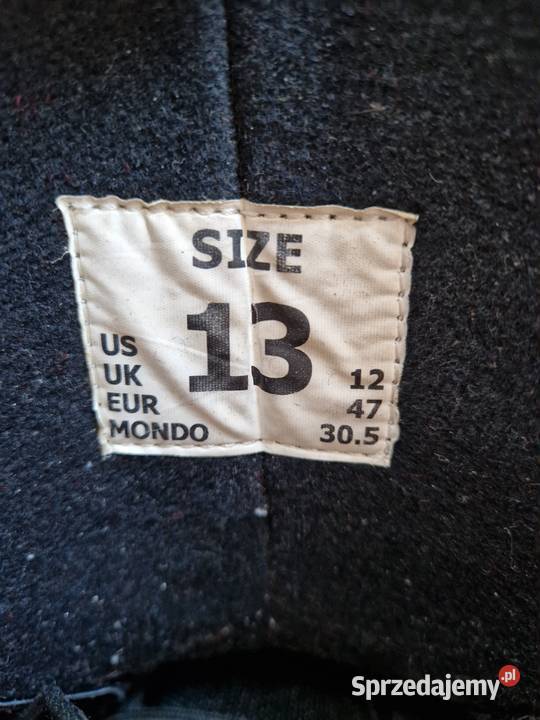 SIZE
US 13
UK 12
EUR 47
MONDO 30.5
Sprzedajemy.pl